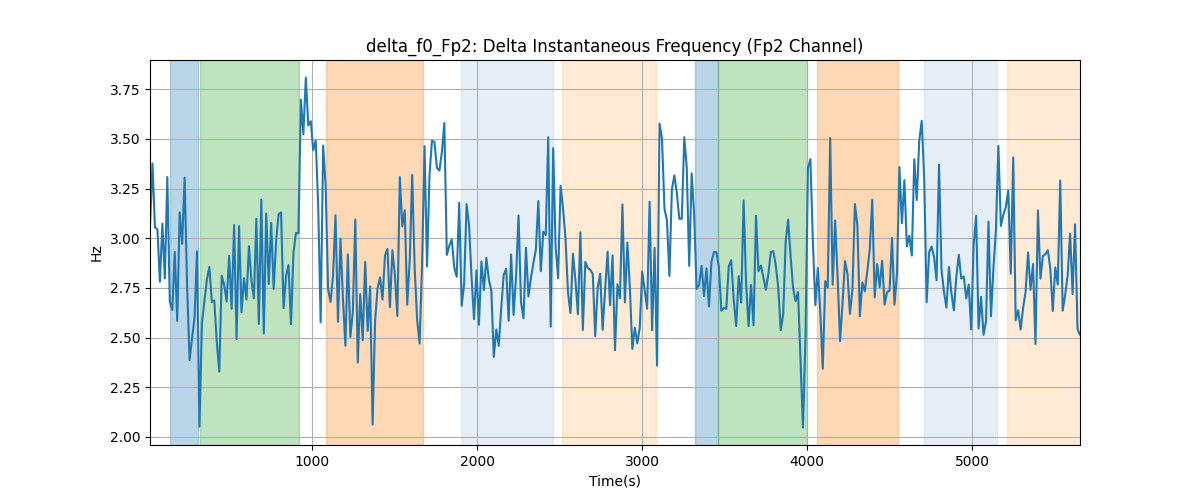 delta_f0_Fp2: Delta Instantaneous Frequency (Fp2 Channel)
3.75
3.50
3.25
3.00
2.75
2.50
2.25
2.00
Hz
1000 2000 3000 4000 5000
Time(s)